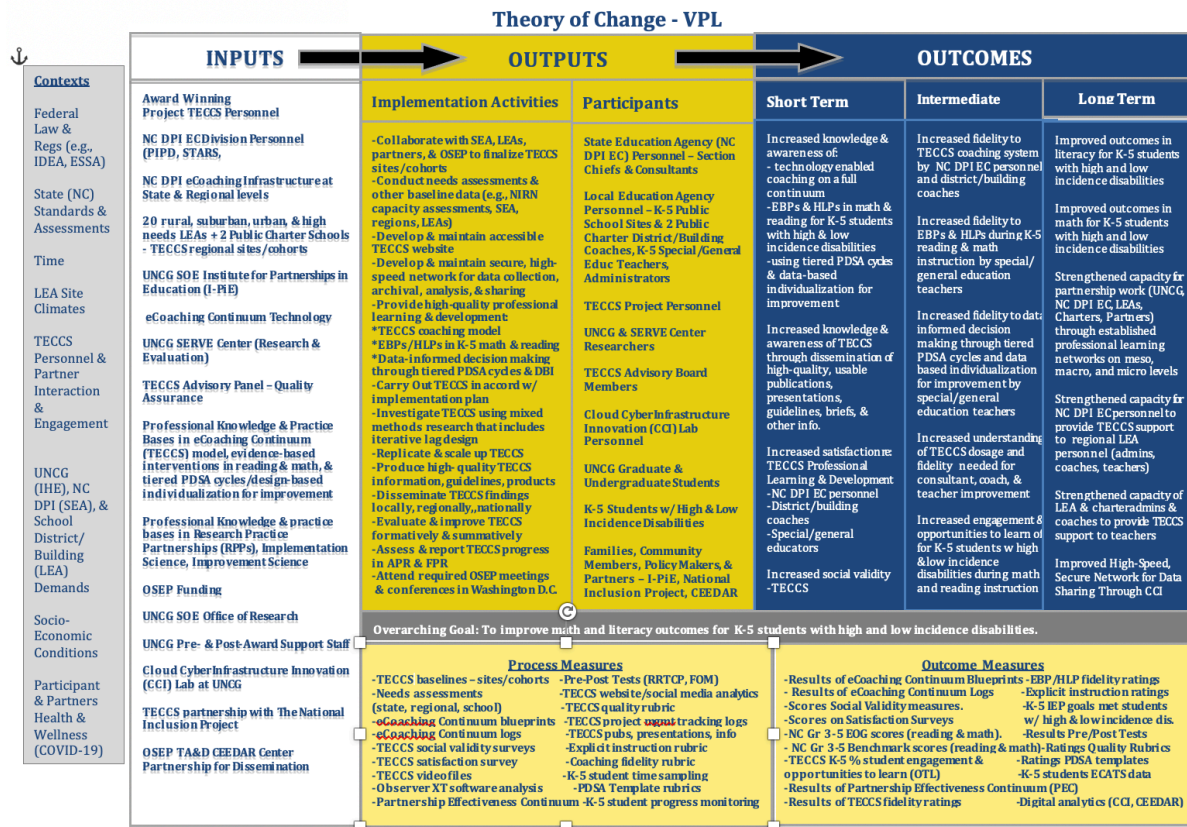 Theory of Change - VPL
Contexts
Federal
Law &
Regs (e.g.,
IDEA, ESSA)
State (NC)
Standards &
Assessments
Time
LEA Site
Climates
TECCS
Personnel &
Partner
Interaction
&
Engagement
UNCG
(IHE), NC
DPI (SEA), &
School
District/
Building
(LEA)
Demands
Socio-
Economic
Conditions
Participant
& Partners
Health &
Wellness
(COVID-19)
INPUTS
Award Winning
Project TECCS Personnel
NC DPI ECDivision Personnel
(PIPD, STARS,
NC DPI eCoaching Infrastructure at
State & Regional levels
20 rural, suburban, urban, & high
needs LEAs + 2 Public Charter Schools
- TECCS regional sites/cohorts
UNCG SOE Institute for Partnerships in
Education (I-PiE)
eCoaching Continuum Technology
UNCG SERVE Center (Research &
Evaluation)
TECCS Advisory Panel – Quality
Assurance
Professional Knowledge & Practice
Bases in eCoaching Continuum
(TECCS) model, evidence-based
interventions in reading & math, &
tiered PDSA cycles/design-based
individualization for improvement
Professional Knowledge & practice
bases in Research Practice
Partnerships (RPPs), Implementation
Science, Improvement Science
OSEP Funding
UNCG SOE Office of Research
UNCG Pre- & Post-Award Support Staff
Cloud CyberInfrastructure Innovation
(CCI) Lab at UNCG
TECCS partnership with The National
Inclusion Project
OSEP TA&D CEEDAR Center
Partnership for Dissemination
OUTPUTS
Implementation Activities
-Collaborate with SEA, LEAs,
partners, & OSEP to finalize TECCS
sites/cohorts
-Conduct needs assessments &
other baseline data (e.g., NIRN
capacity assessments, SEA,
regions, LEAs)
-Develop & maintain accessible
TECCS website
-Develop & maintain secure, high-
speed network for data collection,
archival, analysis, & sharing
-Provide high-quality professional
learning & development:
*TECCS coaching model
*EBPs/HLPs in K-5 math & reading
*Data-informed decision making
through tiered PDSA cycles & DBI
-Carry Out TECCS in accord w/
implementation plan
-Investigate TECCS using mixed
methods research that includes
iterative lag design
-Replicate & scale up TECCS
-Produce high-quality TECCS
information, guidelines, products
-Disseminate TECCS findings
locally, regionally,,nationally
-Evaluate & improve TECCS
formatively & summatively
-Assess & report TECCS progress
in APR & FPR
-Attend required OSEP meetings
& conferences in Washington D.C.
Participants
State Education Agency (NC
DPI EC) Personnel – Section
Chiefs & Consultants
Local Education Agency
Personnel – K-5 Public
School Sites & 2 Public
Charter District/Building
Coaches, K-5 Special/General
Educ Teachers,
Administrators
TECCS Project Personnel
UNCG & SERVE Center
Researchers
TECCS Advisory Board
Members
Cloud CyberInfrastructure
Innovation (CCI) Lab
Personnel
UNCG Graduate &
Undergraduate Students
K-5 Students w/High & Low
Incidence Disabilities
Families, Community
Members, Policy Makers, &
Partners – I-PiE, National
Inclusion Project, CEEDAR
OUTCOMES
Short Term
Increased knowledge &
awareness of:
- technology enabled
coaching on a full
continuum
-EBPs & HLPs in math &
reading for K-5 students
with high & low
incidence disabilities
-using tiered PDSA cycles
& data-based
individualization for
improvement
Increased knowledge &
awareness of TECCS
through dissemination of
high-quality, usable
publications,
presentations,
guidelines, briefs, &
other info.
Increased satisfaction re:
TECCS Professional
Learning & Development
-NC DPI EC personnel
-District/building
coaches
-Special/general
educators
Increased social validity
-TECCS
Intermediate
Increased fidelity to
TECCS coaching system
by NC DPI EC personnel
and district/building
coaches
Increased fidelity to
EBPs & HLPs during K-5
reading & math
instruction by special/
general education
teachers
Increased fidelity to data
informed decision
making through tiered
PDSA cycles and data
based individualization
for improvement by
special/general
education teachers
Increased understanding
of TECCS dosage and
fidelity needed for
consultant, coach, &
teacher improvement
Increased engagement &
opportunities to learn of
for K-5 students w high
&low incidence
disabilities during math
and reading instruction
Long Term
Improved outcomes in
literacy for K-5 students
with high and low
incidence disabilities
Improved outcomes in
math for K-5 students
with high and low
incidence disabilities
Strengthened capacity for
partnership work (UNCG,
NC DPI EC, LEAs,
Charters, Partners)
through established
professional learning
networks on meso,
macro, and micro levels
Strengthened capacity for
NC DPI EC personnel to
provide TECCS support
to regional LEA
personnel (admins,
coaches, teachers)
Strengthened capacity of
LEA & charter admins &
coaches to provide TECCS
support to teachers
Improved High-Speed,
Secure Network for Data
Sharing Through CCI
Overarching Goal: To improve math and literacy outcomes for K-5 students with high and low incidence disabilities.
Process Measures
-TECCS baselines – sites/cohorts -Pre-Post Tests (RRTCP, FOM)
-Needs assessments -TECCS website/social media analytics
(state, regional, school) -TECCS quality rubric
-eCoaching Continuum blueprints -TECCS project mgmt tracking logs
-eCoaching Continuum logs -TECCS pubs, presentations, info
-TECCS social validity surveys -Explicit instruction rubric
-TECCS satisfaction survey -Coaching fidelity rubric
-TECCS video files -K-5 student time sampling
-Observer XT software analysis -PDSA Template rubrics
-Partnership Effectiveness Continuum -K-5 student progress monitoring
Outcome Measures
-Results of eCoaching Continuum Blueprints -EBP/HLP fidelity ratings
- Results of eCoaching Continuum Logs -Explicit instruction ratings
-Scores Social Validity measures. -K-5 IEP goals met students
-Scores on Satisfaction Surveys w/ high & low incidence dis.
-NC Gr 3-5 EOG scores (reading & math). -Results Pre/Post Tests
- NC Gr 3-5 Benchmark scores (reading & math)-Ratings Quality Rubrics
-TECCS K-5 % student engagement & -Ratings PDSA templates
opportunities to learn (OTL) -K-5 students ECATS data
-Results of Partnership Effectiveness Continuum (PEC)
-Results of TECCS fidelity ratings -Digital analytics (CCI, CEEDAR)